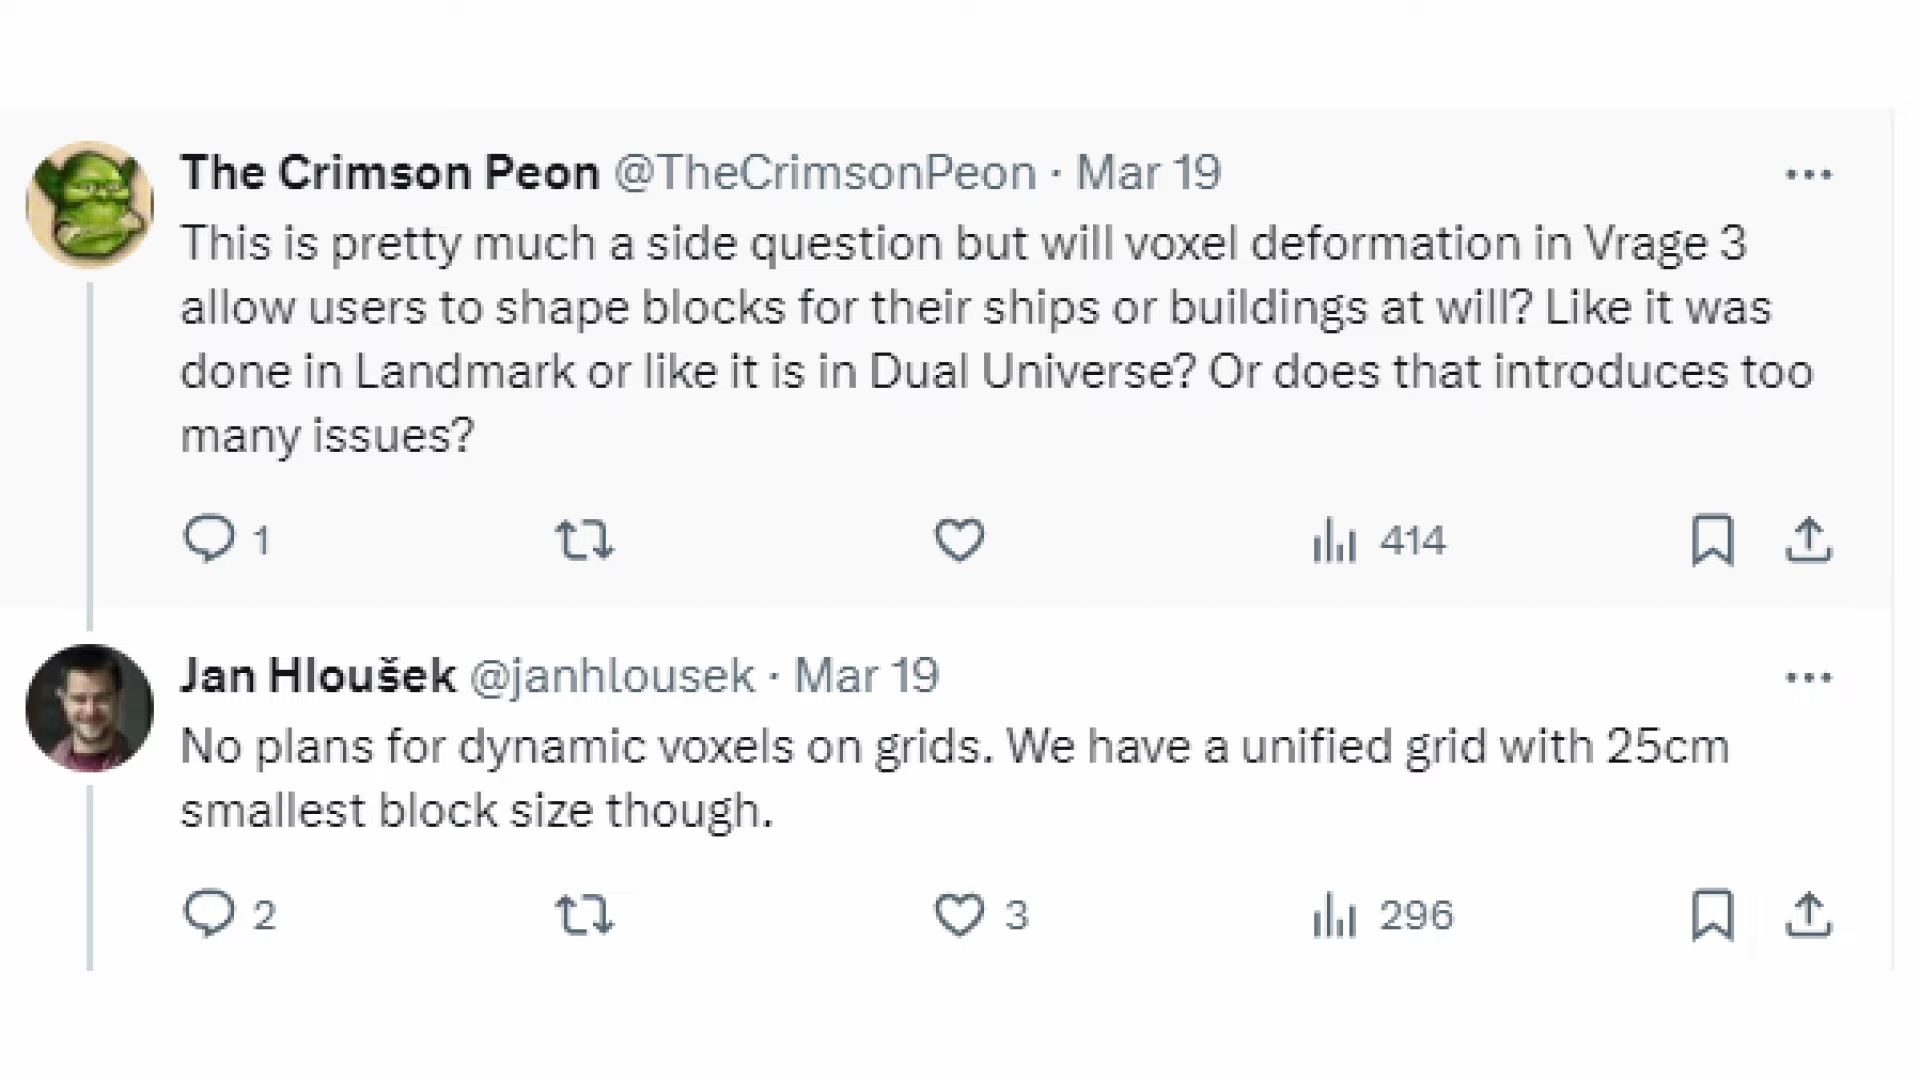 The Crimson Peon @TheCrimsonPeon · Mar 19
This is pretty much a side question but will voxel deformation in Vrage 3
allow users to shape blocks for their ships or buildings at will? Like it was
done in Landmark or like it is in Dual Universe? Or does that introduces too
many issues?
1 414
Jan Hloušek @janhlousek · Mar 19
No plans for dynamic voxels on grids. We have a unified grid with 25cm
smallest block size though.
2 3 296